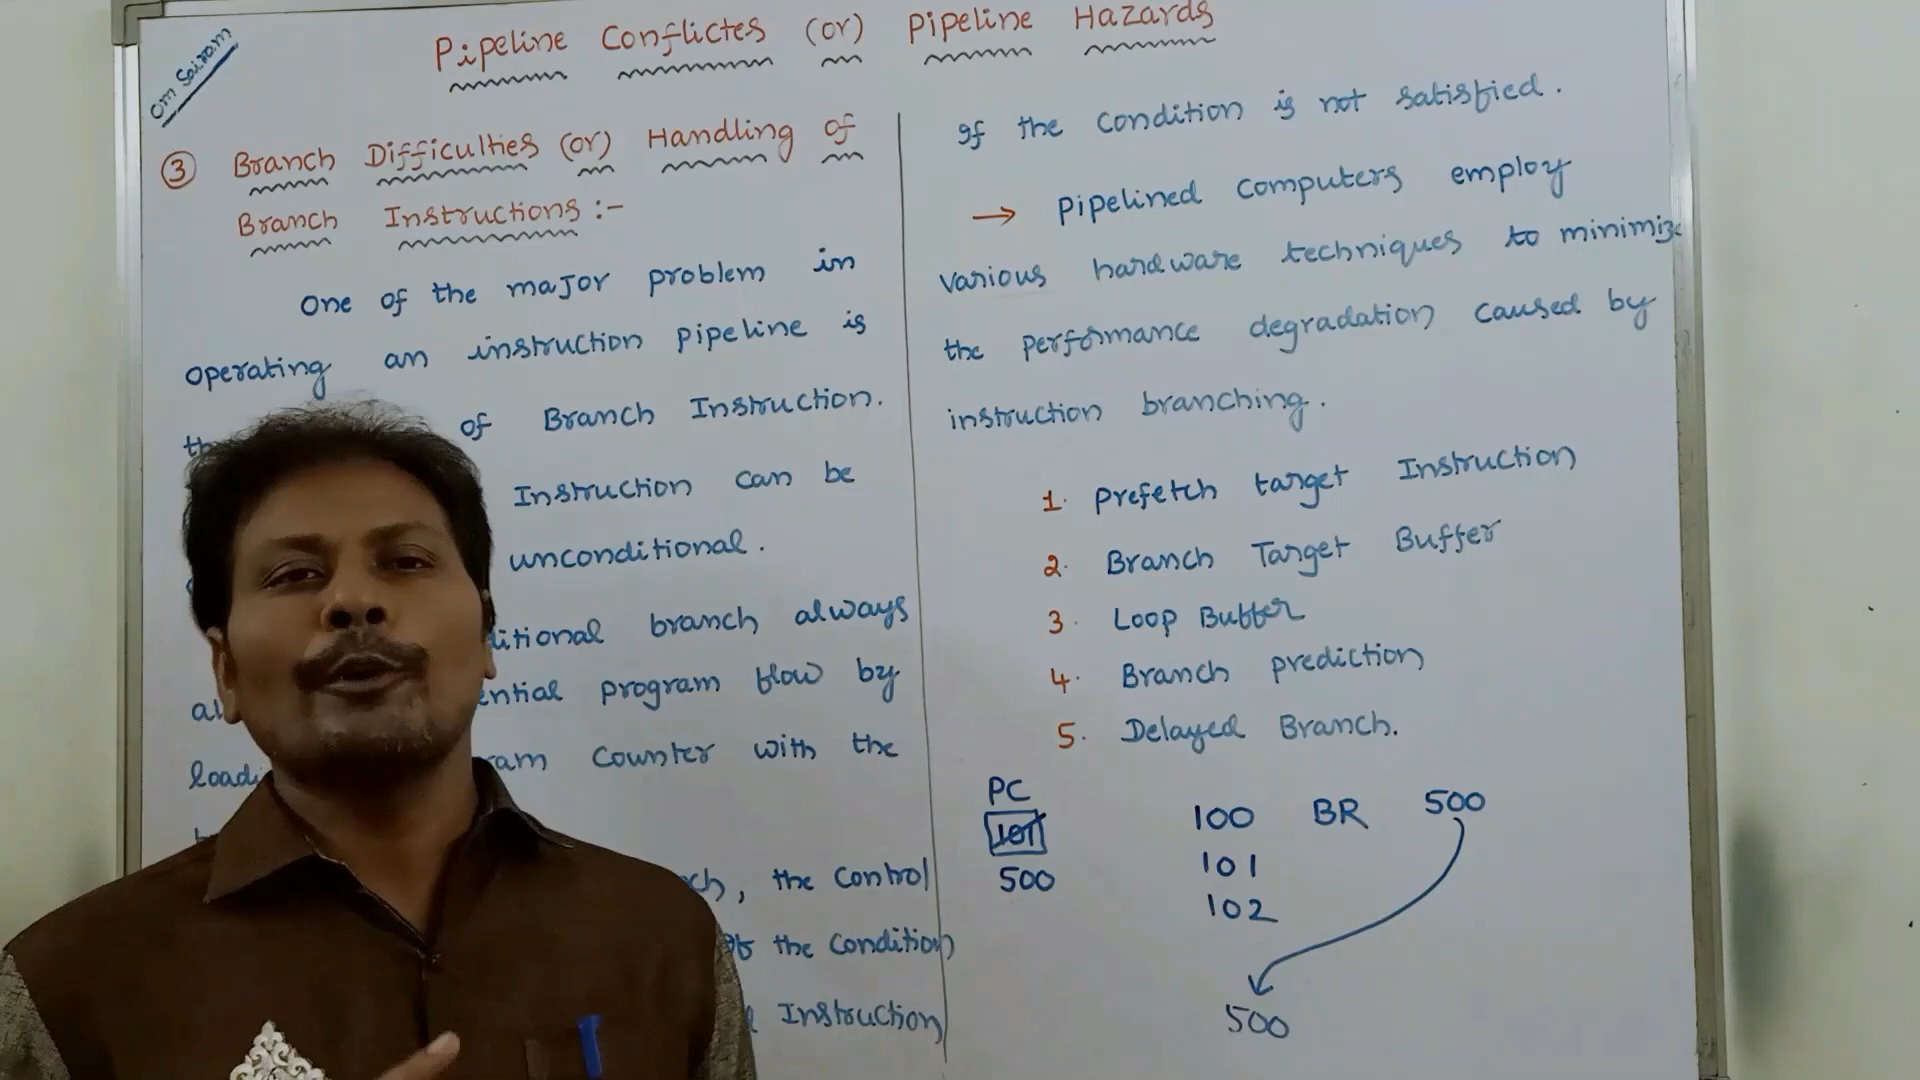 Om Sairam
Pipeline Conflictes (or) Pipeline Hazards
③ Branch Difficulties (or) Handling of
Branch Instructions :-
One of the major problem in
operating an instruction pipeline is
of Branch Instruction.
Instruction can be
unconditional.
ditional branch always
ential program flow by
ram Counter with the
ch, the Control
of the Condition
Instruction
If the Condition is not satisfied.
→ Pipelined Computers employ
various hardware techniques to minimize
the performance degradation caused by
instruction branching.
1. Prefetch target Instruction
2. Branch Target Buffer
3. Loop Buffer
4. Branch prediction
5. Delayed Branch.
PC
101
500
100 BR 500
101
102
500